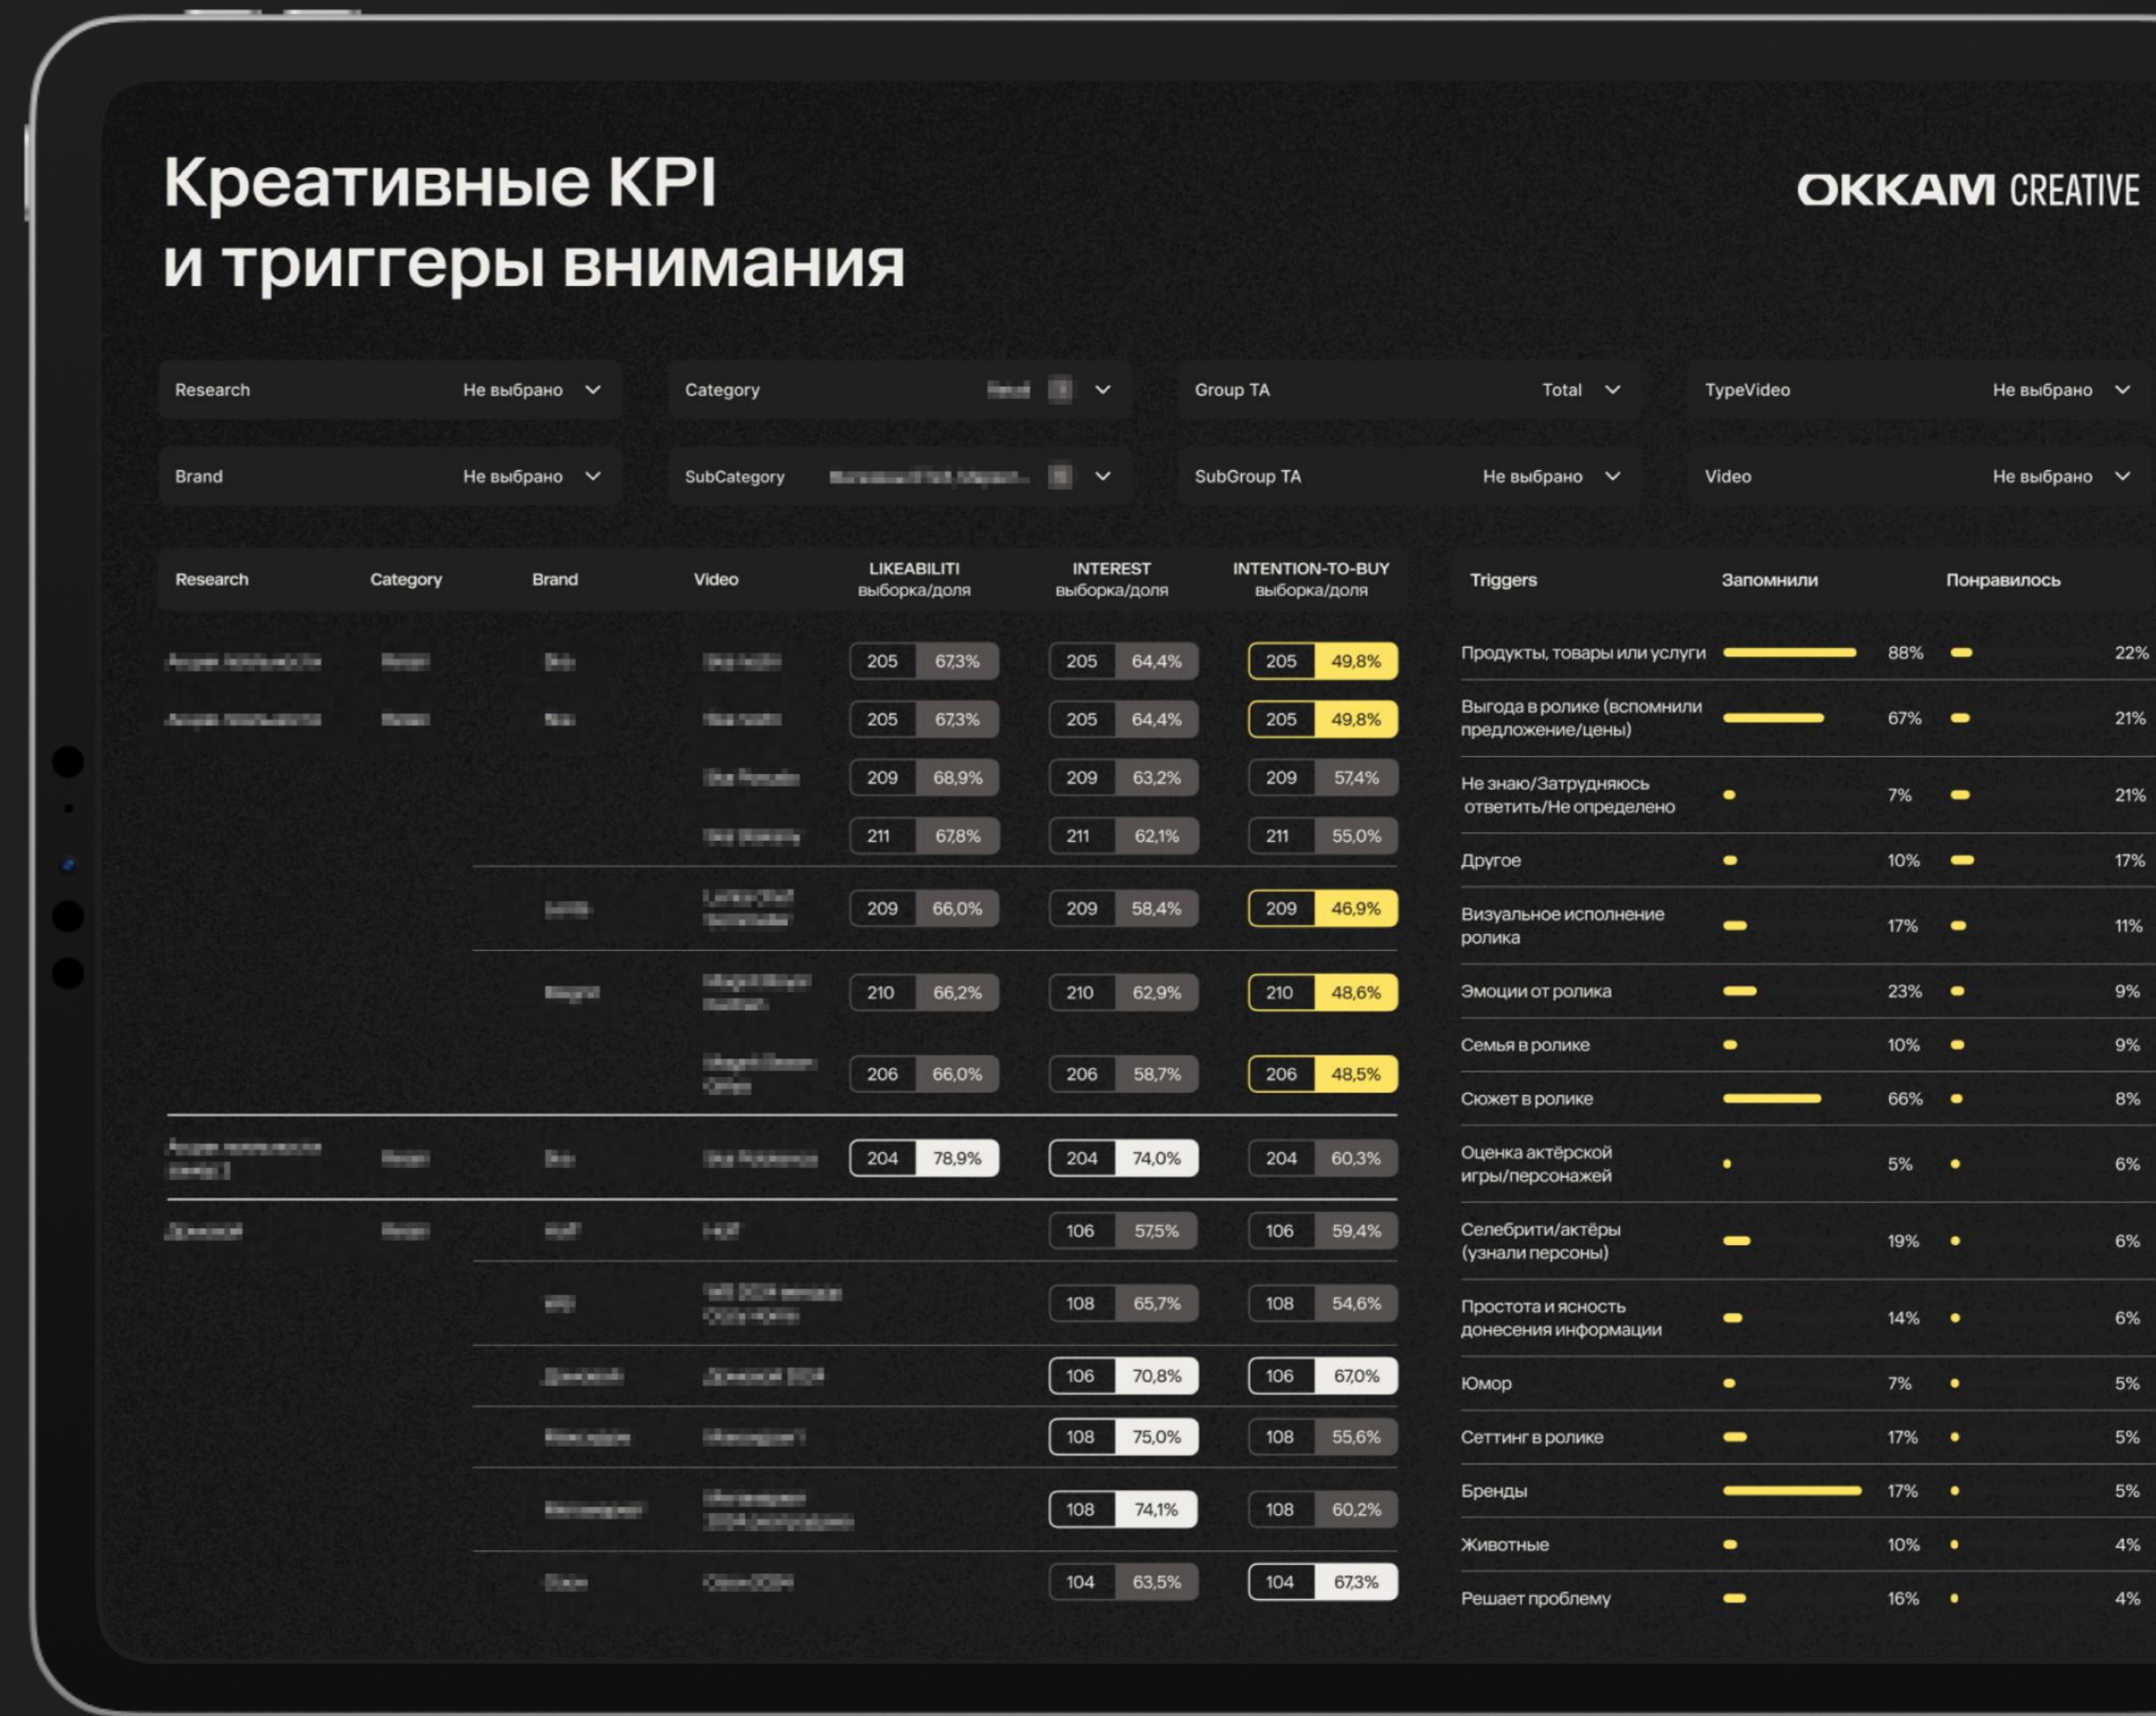 Креативные KPI
и триггеры внимания
OKKAM CREATIVE
Research Не выбрано
Category
Group TA Total
TypeVideo Не выбрано
Brand Не выбрано
SubCategory
SubGroup TA Не выбрано
Video Не выбрано
Research Category Brand Video LIKEABILITI выборка/доля INTEREST выборка/доля INTENTION-TO-BUY выборка/доля
205 67,3% 205 64,4% 205 49,8%
205 67,3% 205 64,4% 205 49,8%
209 68,9% 209 63,2% 209 57,4%
211 67,8% 211 62,1% 211 55,0%
209 66,0% 209 58,4% 209 46,9%
210 66,2% 210 62,9% 210 48,6%
206 66,0% 206 58,7% 206 48,5%
204 78,9% 204 74,0% 204 60,3%
106 57,5% 106 59,4%
108 65,7% 108 54,6%
106 70,8% 106 67,0%
108 75,0% 108 55,6%
108 74,1% 108 60,2%
104 63,5% 104 67,3%
Triggers Запомнили Понравилось
Продукты, товары или услуги 88% 22%
Выгода в ролике (вспомнили
предложение/цены) 67% 21%
Не знаю/Затрудняюсь
ответить/Не определено 7% 21%
Другое 10% 17%
Визуальное исполнение
ролика 17% 11%
Эмоции от ролика 23% 9%
Семья в ролике 10% 9%
Сюжет в ролике 66% 8%
Оценка актёрской
игры/персонажей 5% 6%
Селебрити/актёры
(узнали персоны) 19% 6%
Простота и ясность
донесения информации 14% 6%
Юмор 7% 5%
Сеттинг в ролике 17% 5%
Бренды 17% 5%
Животные 10% 4%
Решает проблему 16% 4%